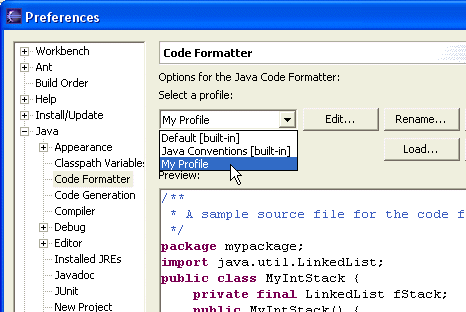 Preferences
Workbench
Ant
Build Order
Help
Install/Update
Java
Appearance
Classpath Variables
Code Formatter
Code Generation
Compiler
Debug
Editor
Installed JREs
Javadoc
JUnit
New Project
Code Formatter
Options for the Java Code Formatter:
Select a profile:
My Profile
Edit...
Rename...
Default [built-in]
Java Conventions [built-in]
My Profile
Load...
Preview:
/**
* A sample source file for the code f
*/
package mypackage;
import java.util.LinkedList;
public class MyIntStack {
private final LinkedList fStack;
public MyIntStack() {